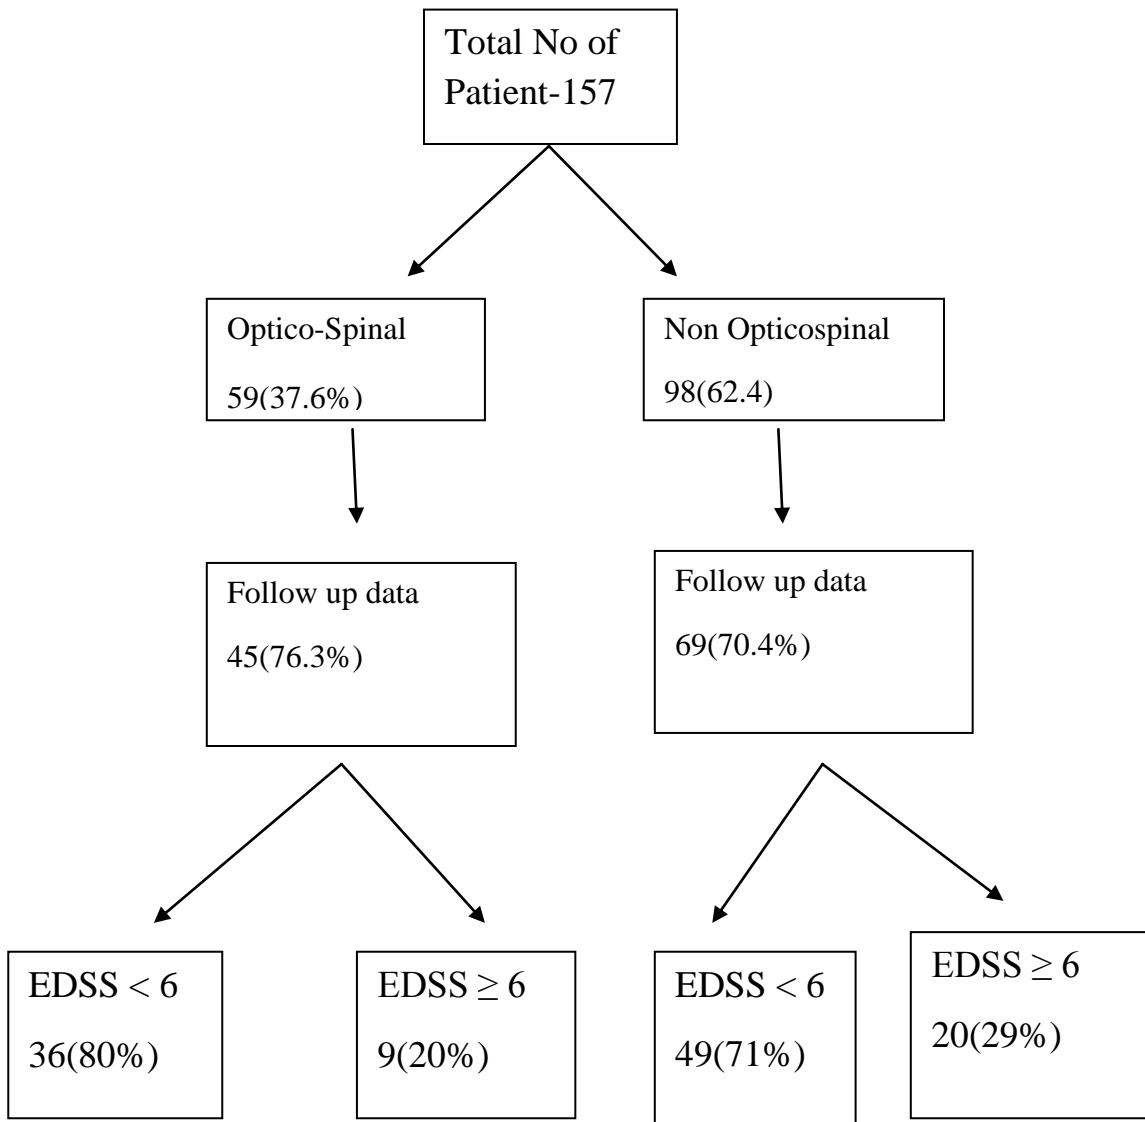 Total No of
Patient-157
Optico-Spinal
59(37.6%)
Non Opticospinal
98(62.4)
Follow up data
45(76.3%)
Follow up data
69(70.4%)
EDSS < 6
36(80%)
EDSS ≥ 6
9(20%)
EDSS < 6
49(71%)
EDSS ≥ 6
20(29%)